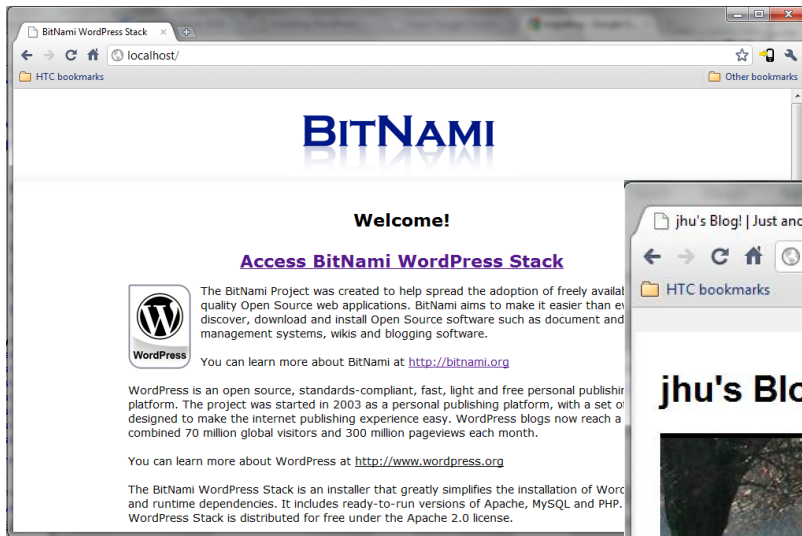 BitNami WordPress Stack
localhost/
HTC bookmarks
Other bookmarks
BITNAMI
Welcome!
Access BitNami WordPress Stack
The BitNami Project was created to help spread the adoption of freely
quality Open Source web applications. BitNami aims to make it easier than
discover, download and install Open Source software such as document and
management systems, wikis and blogging software.
WordPress
You can learn more about BitNami at http://bitnami.org
WordPress is an open source, standards-compliant, fast, light and free personal
platform. The project was started in 2003 as a personal publishing platform, with a set
designed to make the internet publishing experience easy. WordPress blogs now reach a
combined 70 million global visitors and 300 million pageviews each month.
You can learn more about WordPress at http://www.wordpress.org
The BitNami WordPress Stack is an installer that greatly simplifies the installation of
and runtime dependencies. It includes ready-to-run versions of Apache, MySQL and PHP.
WordPress Stack is distributed for free under the Apache 2.0 license.
jhu's Blog! | Just
HTC bookmarks
jhu's